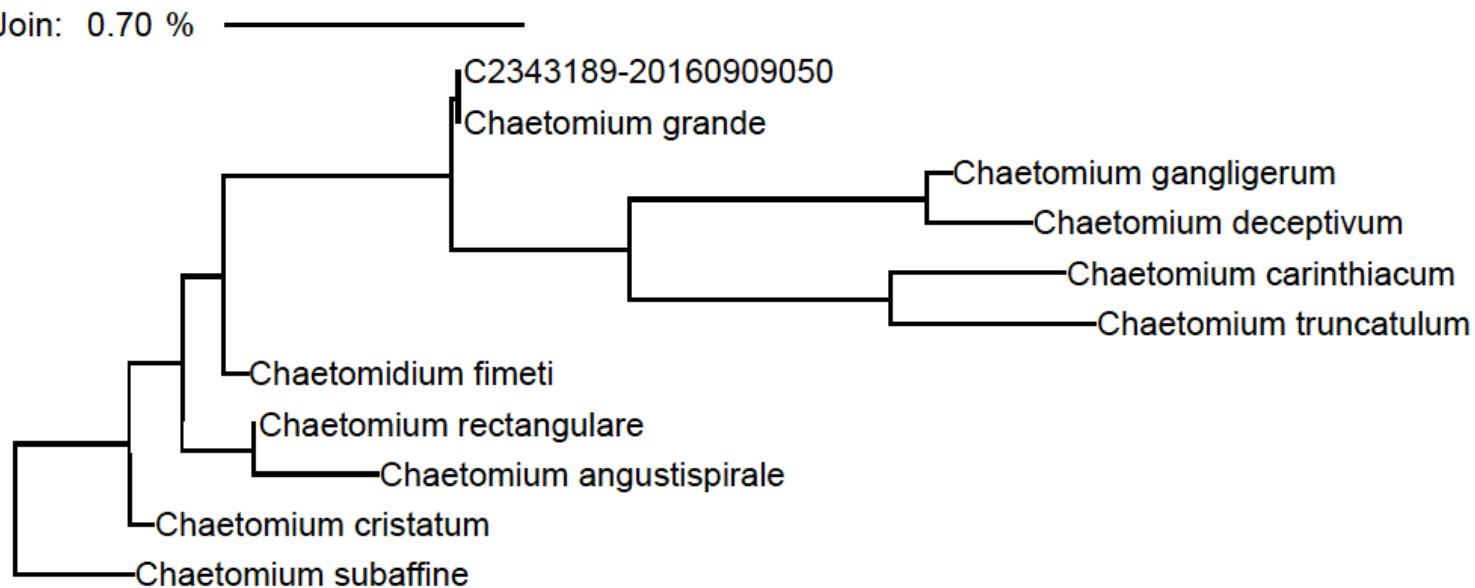 Join: 0.70 %
C2343189-20160909050
Chaetomium grande
Chaetomium gangligerum
Chaetomium deceptivum
Chaetomium carinthiacum
Chaetomium truncatulum
Chaetomidium fimeti
Chaetomium rectangulare
Chaetomium angustispirale
Chaetomium cristatum
Chaetomium subaffine